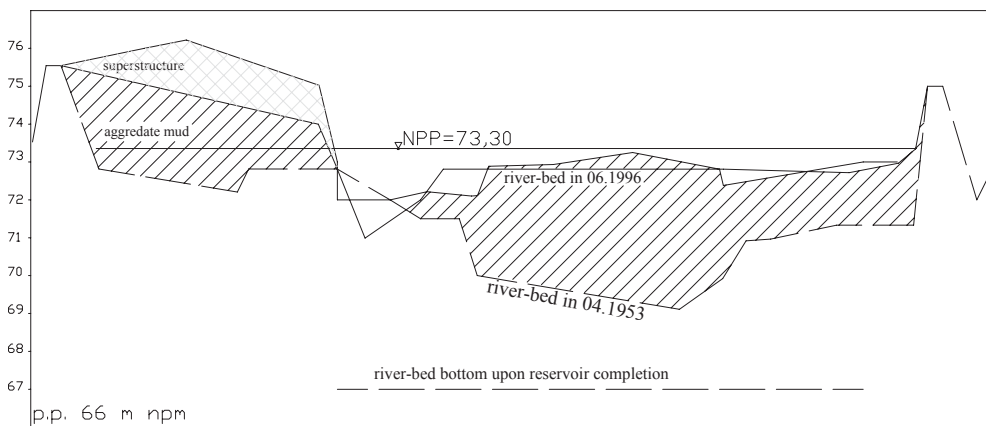 76
superstructure
75
74
aggredate mud
NPP=73,30
73
river-bed in 06.1996
72
71
70
river-bed in 04.1953
69
68
river-bed bottom upon reservoir completion
67
p.p. 66 m npm